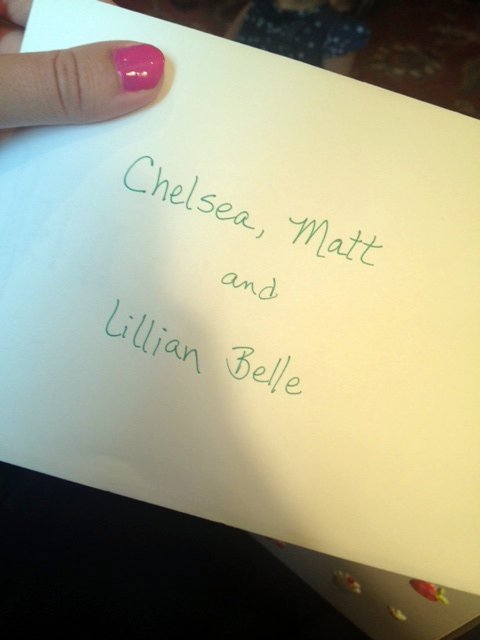 Chelsea, Matt
and
Lillian Belle